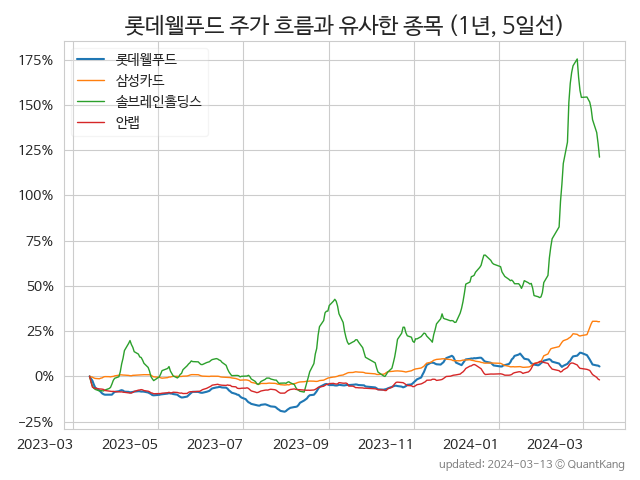 롯데웰푸드 주가 흐름과 유사한 종목 (1년, 5일선)
롯데웰푸드
삼성카드
솔브레인홀딩스
안랩
175%
150%
125%
100%
75%
50%
25%
0%
−25%
2023-03 2023-05 2023-07 2023-09 2023-11 2024-01 2024-03
updated: 2024-03-13 © QuantKang